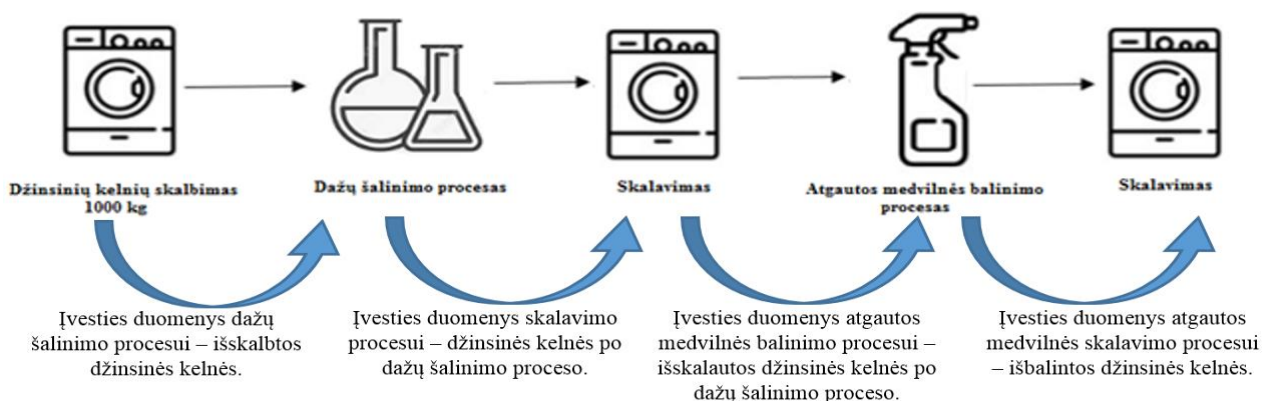 Džinsinių kelnių skalbimas
1000 kg
Dažų šalinimo procesas
Skalavimas
Atgautos medvilnės balinimo
procesas
Skalavimas
Įvesties duomenys dažų
šalinimo procesui – išskalbtos
džinsinės kelnės.
Įvesties duomenys skalavimo
procesui – džinsinės kelnės po
dažų šalinimo proceso.
Įvesties duomenys atgautos
medvilnės balinimo procesui –
išskalautos džinsinės kelnės po
dažų šalinimo proceso.
Įvesties duomenys atgautos
medvilnės skalavimo procesui
– išbalintos džinsinės kelnės.